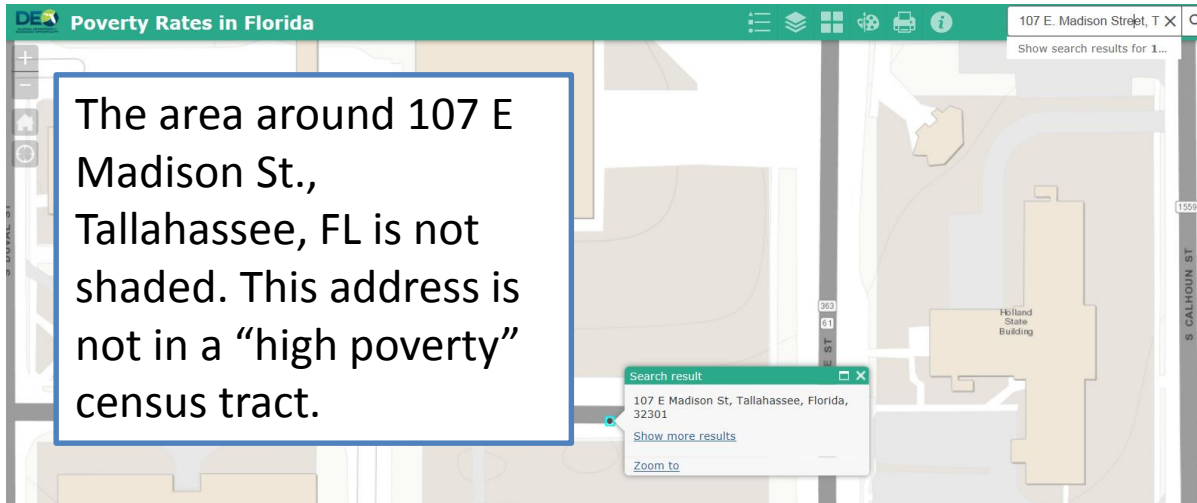 DEO Poverty Rates in Florida
107 E. Madison Street, T
Show search results for 1...
The area around 107 E
Madison St.,
Tallahassee, FL is not
shaded. This address is
not in a “high poverty”
census tract.
S DUVAL ST
1559
S CALHOUN ST
363
61
E ST
Holland
State
Building
Search result
107 E Madison St, Tallahassee, Florida,
32301
Show more results
Zoom to